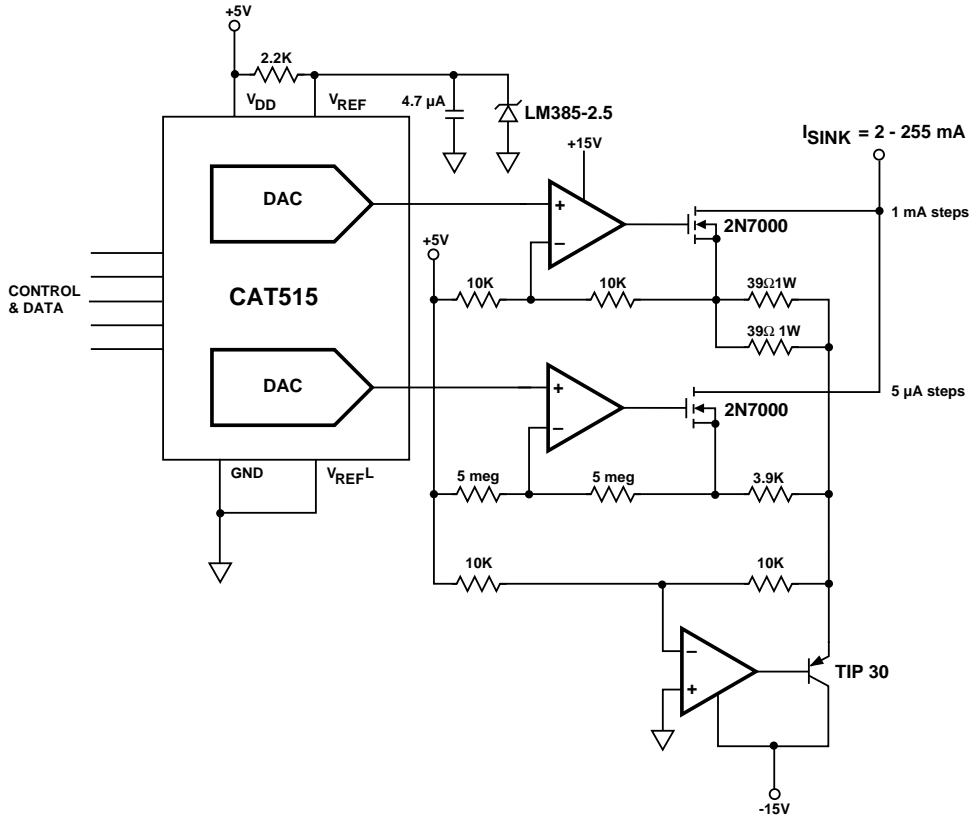 +5V
2.2K
VDD
VREF
4.7 µA
LM385-2.5
+15V
ISINK = 2 - 255 mA
DAC
+
−
2N7000
1 mA steps
+5V
CONTROL
& DATA
CAT515
10K
10K
39Ω1W
39Ω 1W
DAC
+
−
2N7000
5 µA steps
GND
VREFL
5 meg
5 meg
3.9K
10K
10K
−
+
TIP 30
-15V